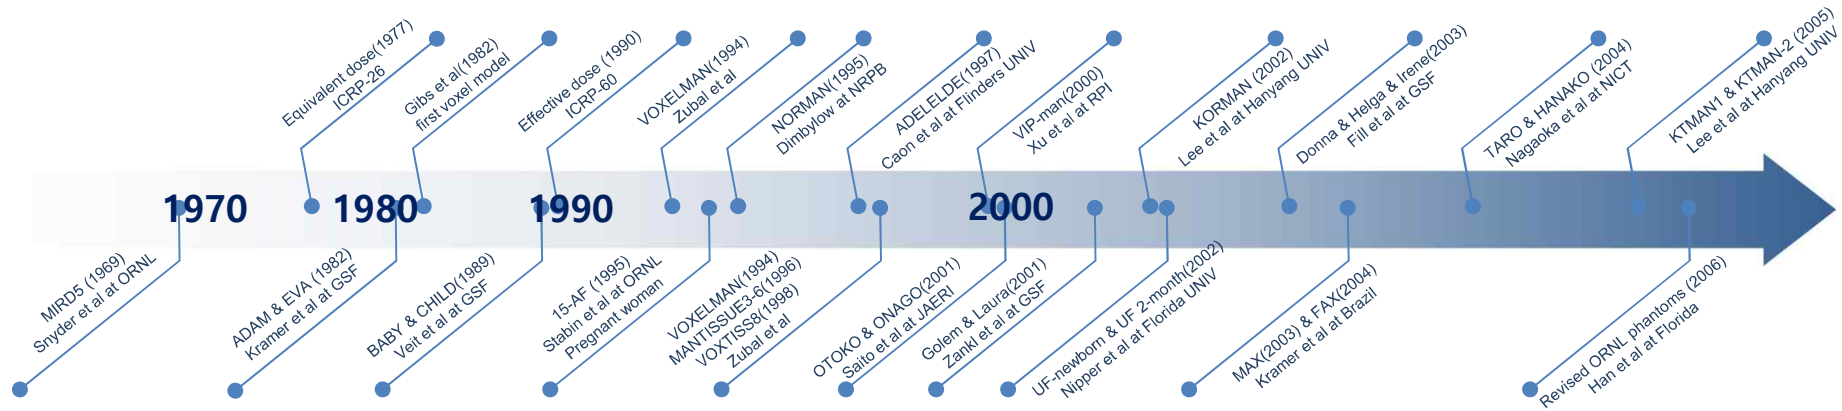 Equivalent dose(1977)
ICRP-26
Gibs et al(1982)
first voxel model
Effective dose (1990)
ICRP-60
VOXELMAN(1994)
Zubal et al
NORMAN(1995)
Dimbylow at NRPB
ADELELDE(1997)
Caon et al at Flinders UNIV
VIP-man(2000)
Xu et al at RPI
KORMAN (2002)
Lee et al at Hanyang UNIV
Donna & Helga & Irene(2003)
Fill et al at GSF
TARO & HANAKO (2004)
Nagaoka et al at NICT
KTMAN1 & KTMAN-2 (2005)
Lee et al at Hanyang UNIV
1970
1980
1990
2000
MIRD5 (1969)
Snyder et al at ORNL
ADAM & EVA (1982)
Kramer et al at GSF
BABY & CHILD(1989)
Veit et al at GSF
15-AF (1995)
Stabin et al at ORNL
Pregnant woman
VOXELMAN(1994)
MANTISSUE3-6(1996)
VOXTISS8(1998)
Zubal et al
OTOKO & ONAGO(2001)
Saito et al at JAERI
Golem & Laura(2001)
Zankl et al at GSF
UF-newborn & UF 2-month(2002)
Nipper et al at Florida UNIV
MAX(2003) & FAX(2004)
Kramer et al at Brazil
Revised ORNL phantoms (2006)
Han et al at Florida